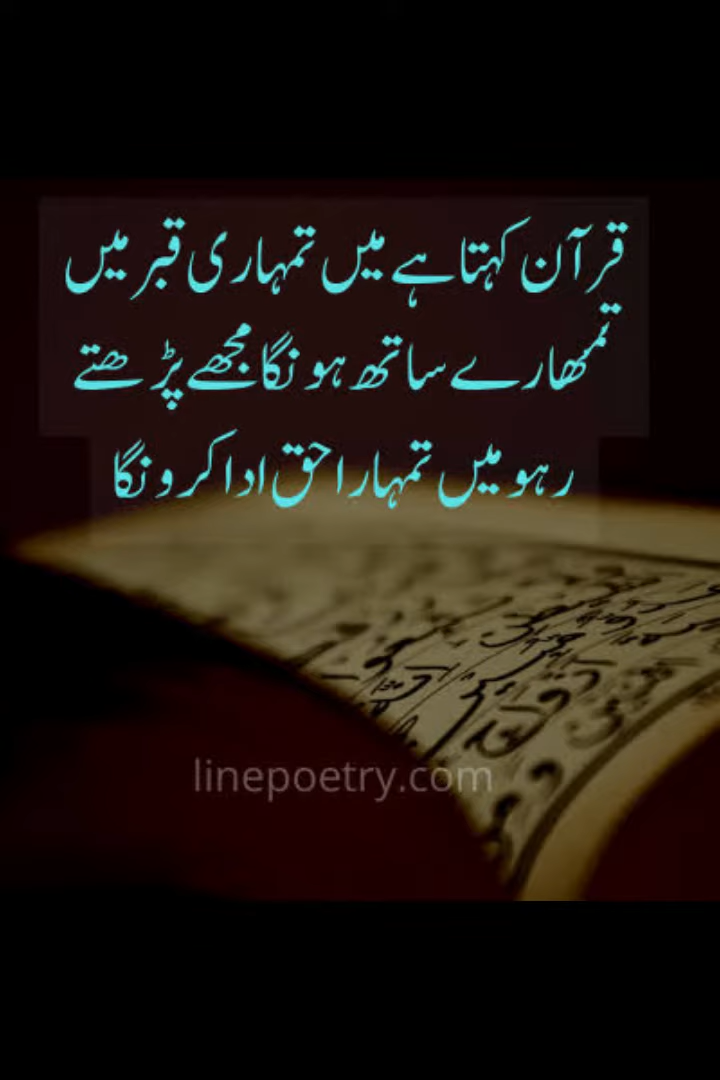 قرآن کہتا ہے میں تمہاری قبر میں
تمھارے ساتھ ہونگا مجھے پڑھتے
رہو میں تمہارا حق ادا کرونگا
linepoetry.com